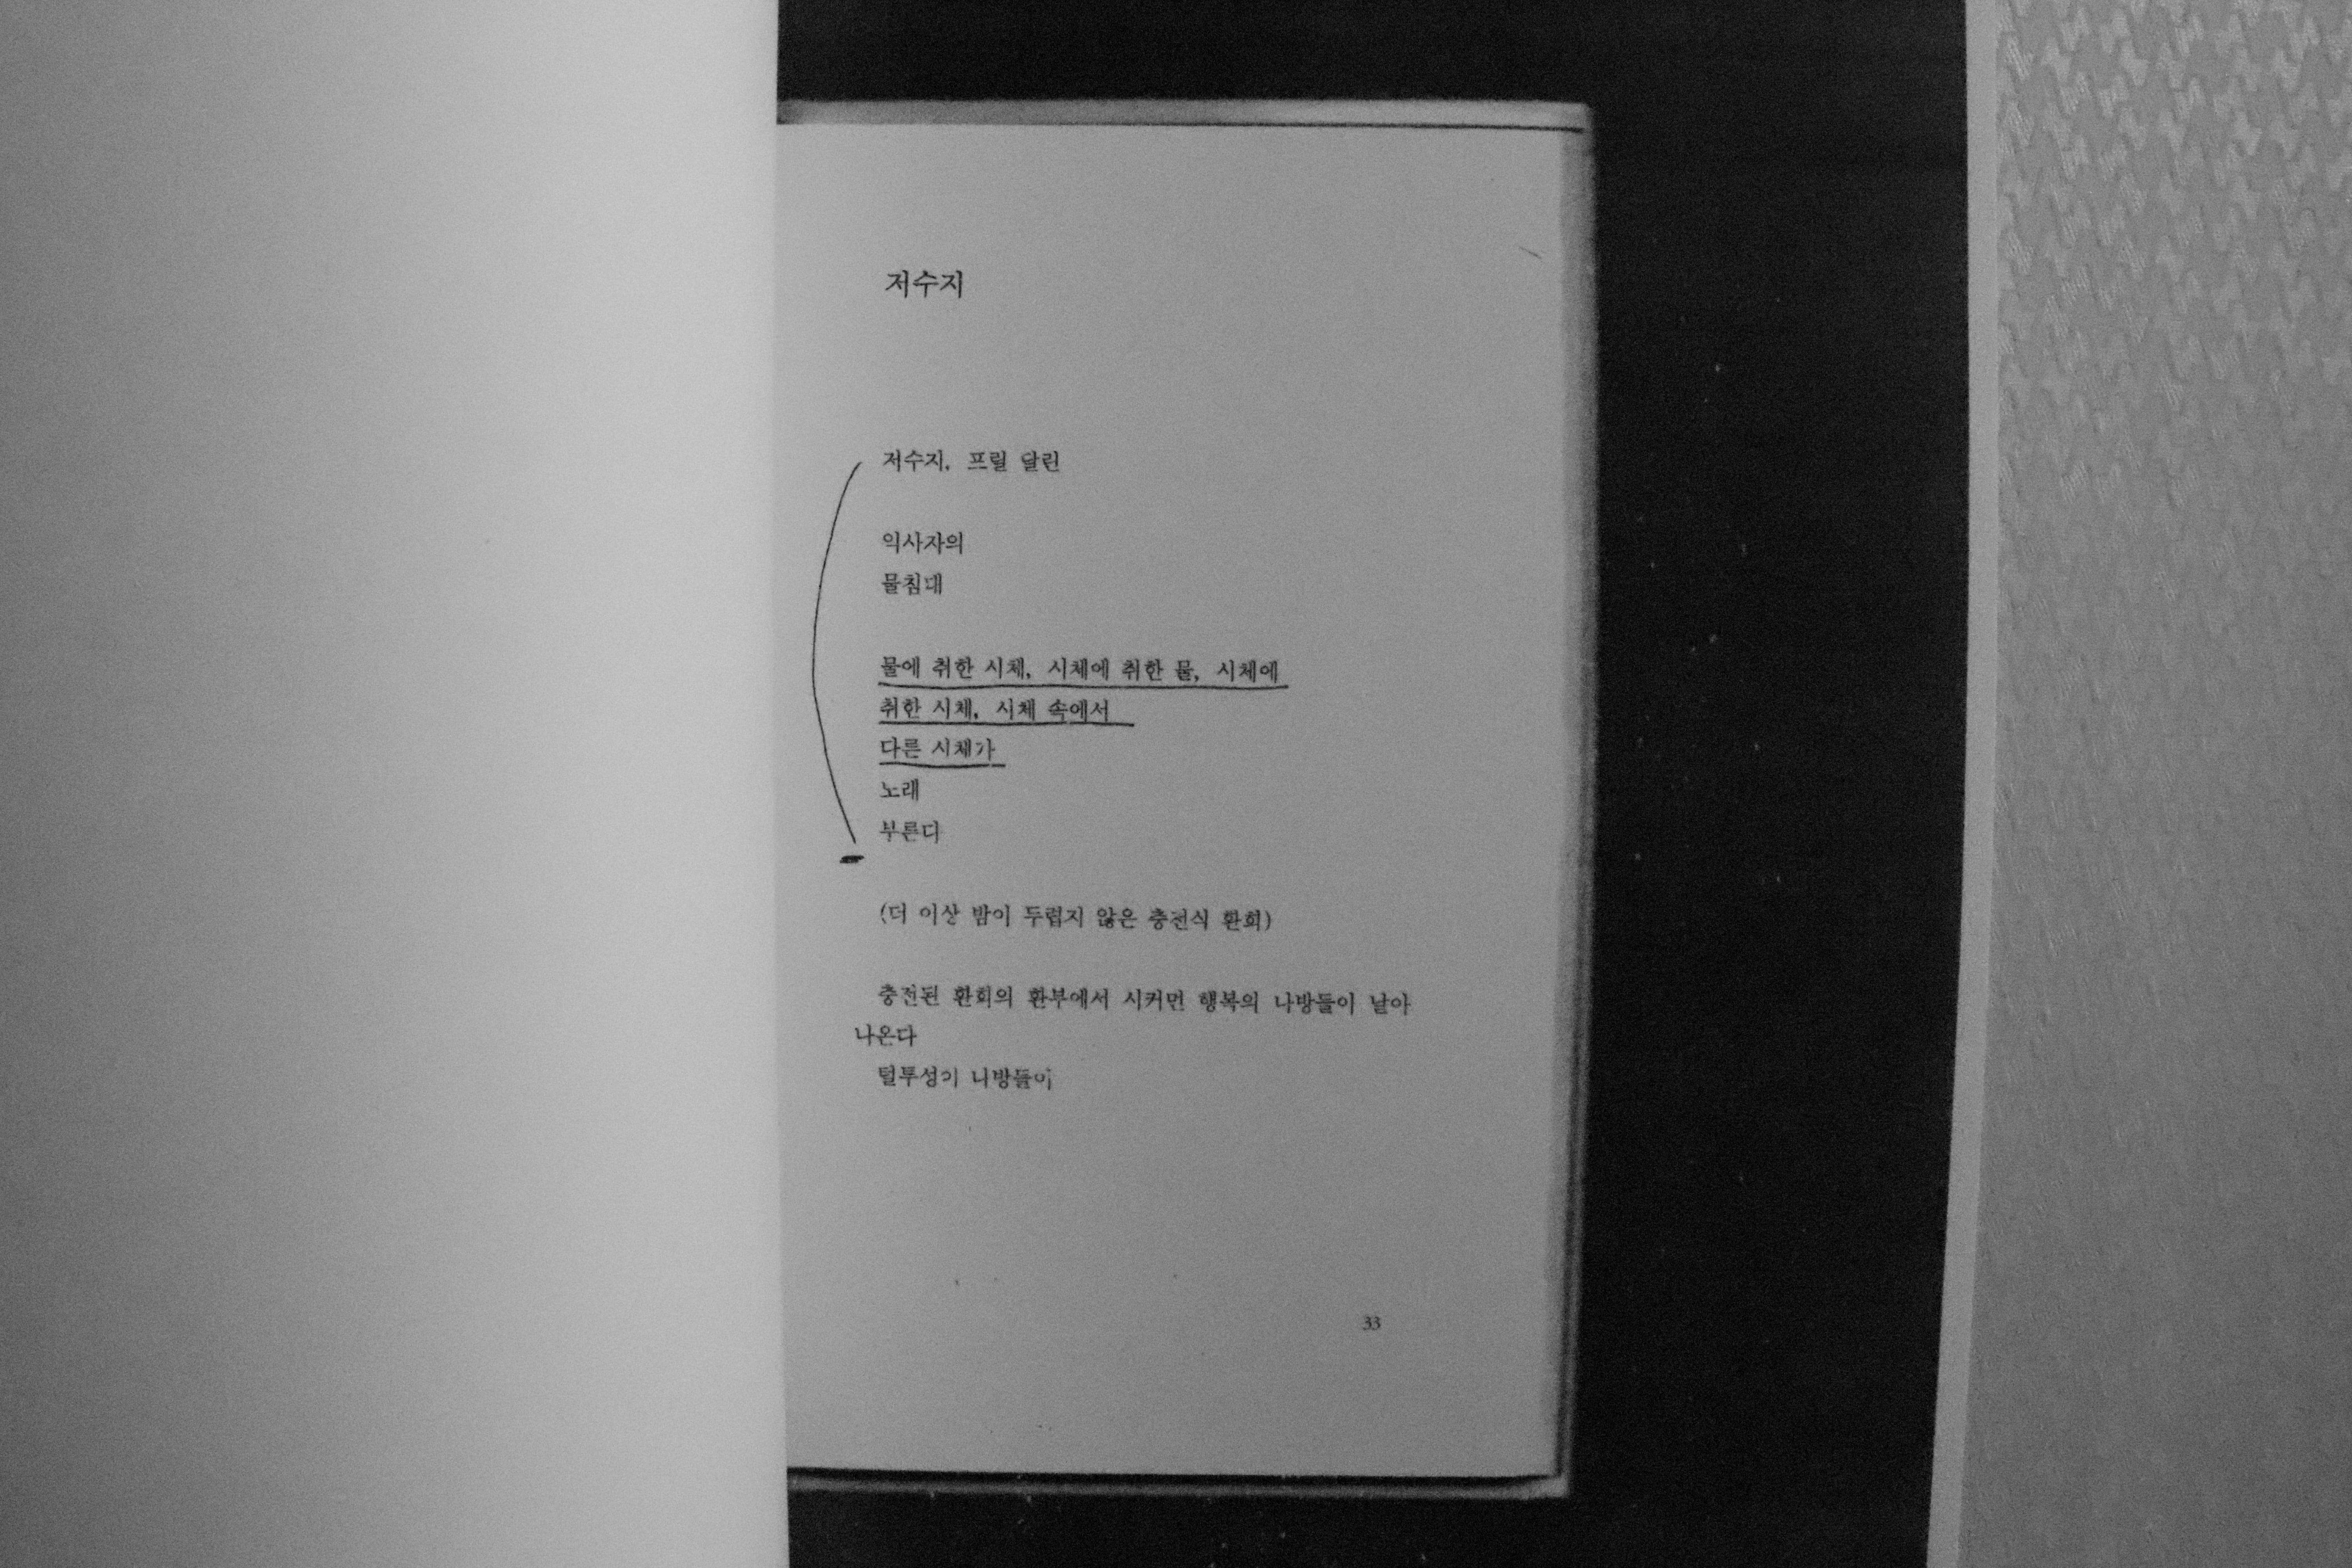 저수지
저수지, 프릴 달린
익사자의
물침대
물에 취한 시체, 시체에 취한 물, 시체에
취한 시체, 시체 속에서
다른 시체가
노래
부른다
(더 이상 밤이 두렵지 않은 충전식 환희)
충전된 환희의 환부에서 시커먼 행복의 나방들이 날아
나온다
털투성이 나방들이
33